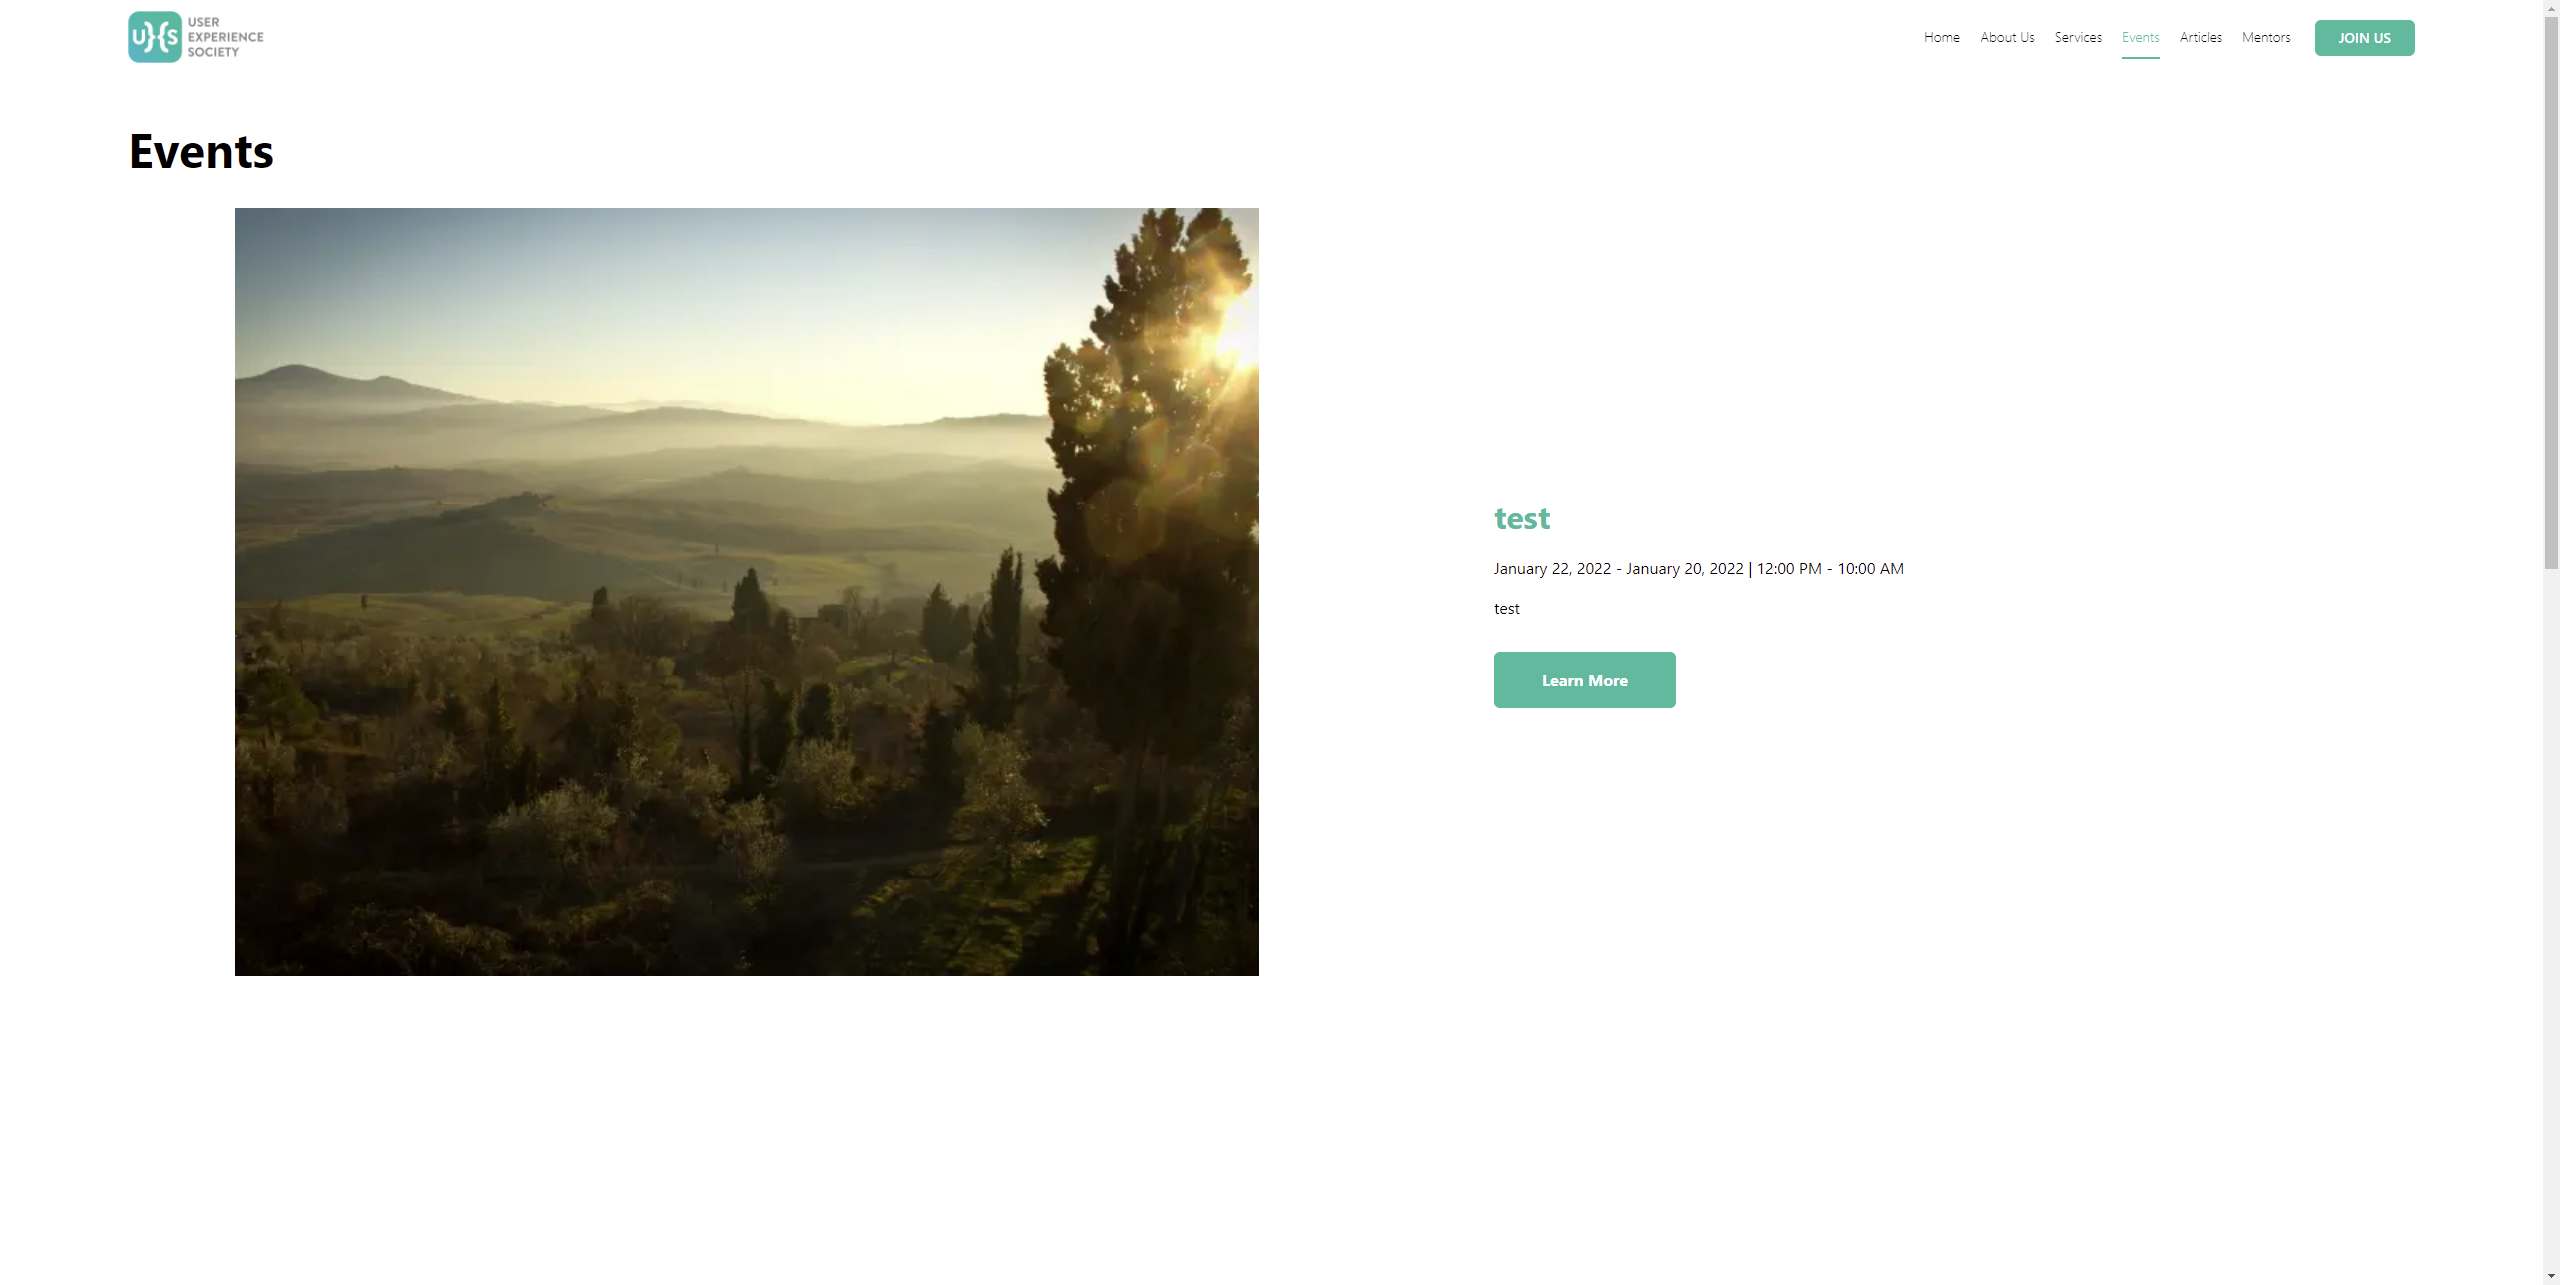 UXS
USER
EXPERIENCE
SOCIETY
Home
About Us
Services
Events
Articles
Mentors
JOIN US
Events
test
January 22, 2022 - January 20, 2022 | 12:00 PM - 10:00 AM
test
Learn More